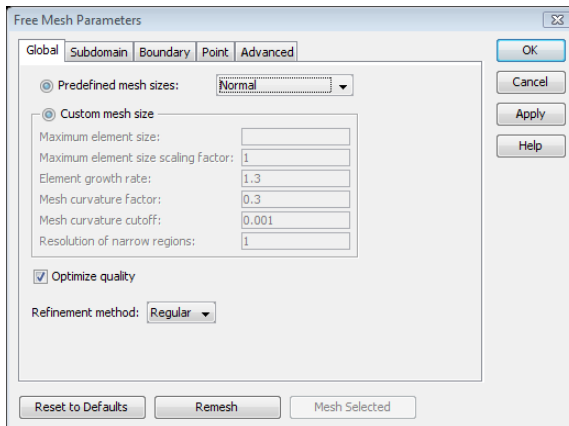 Free Mesh Parameters
Global Subdomain Boundary Point Advanced
OK
Cancel
Apply
Help
Predefined mesh sizes: Normal
Custom mesh size
Maximum element size:
Maximum element size scaling factor: 1
Element growth rate: 1.3
Mesh curvature factor: 0.3
Mesh curvature cutoff: 0.001
Resolution of narrow regions: 1
Optimize quality
Refinement method: Regular
Reset to Defaults Remesh Mesh Selected